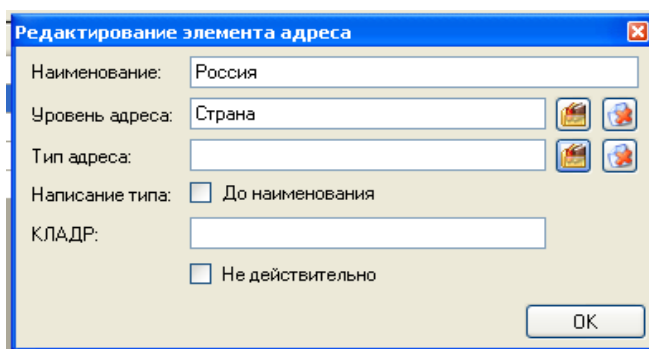 Редактирование элемента адреса
Наименование: Россия
Уровень адреса: Страна
Тип адреса:
Написание типа: До наименования
КЛАДР:
Не действительно
OK